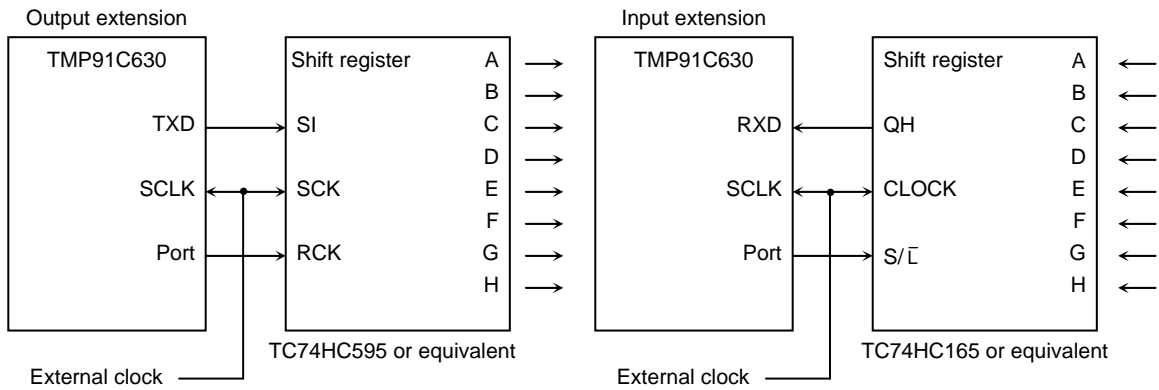 Output extension
TMP91C630
TXD
SCLK
Port
Shift register
SI
SCK
RCK
A
B
C
D
E
F
G
H
TC74HC595 or equivalent
External clock
Input extension
TMP91C630
RXD
SCLK
Port
Shift register
QH
CLOCK
S/L̅
A
B
C
D
E
F
G
H
TC74HC165 or equivalent
External clock